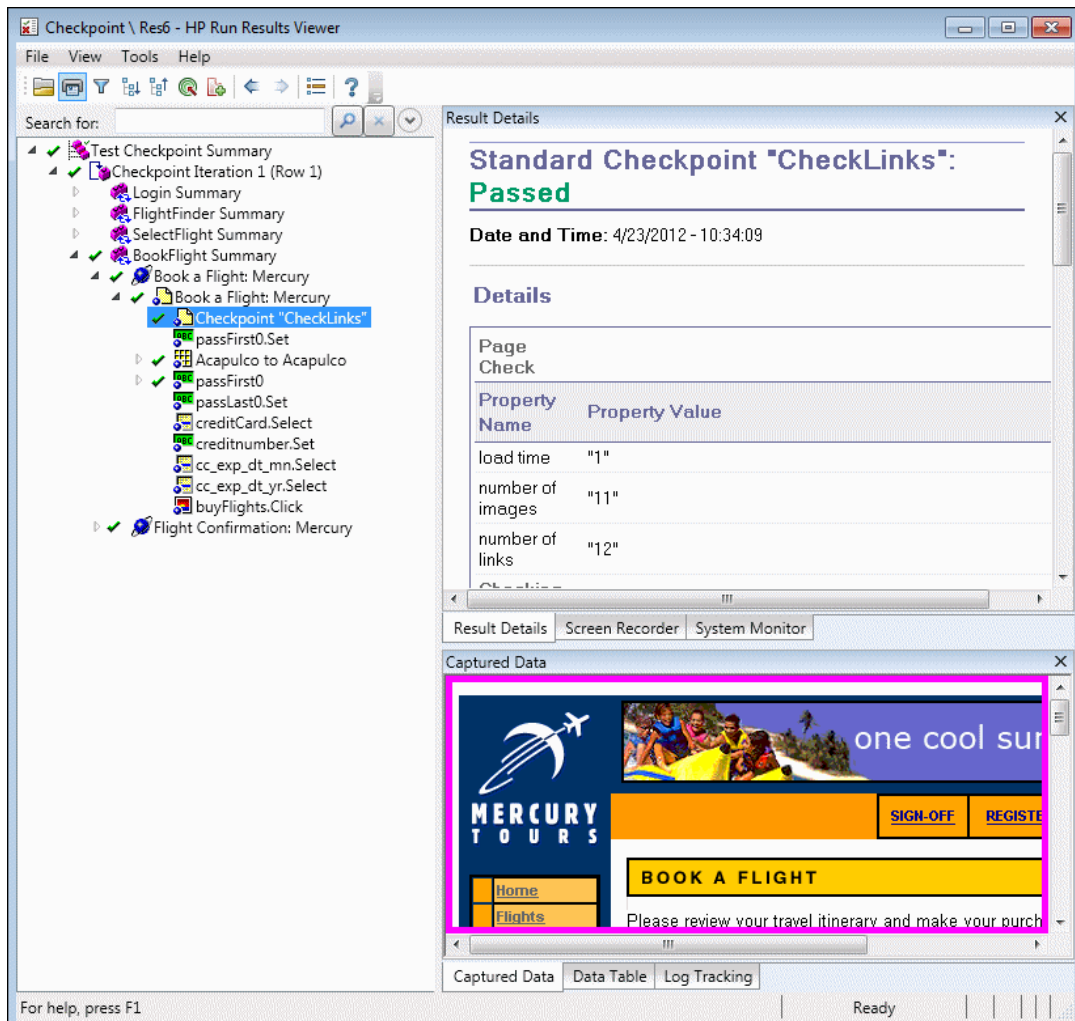 Checkpoint \ Res6 - HP Run Results Viewer
File View Tools Help
Search for:
Test Checkpoint Summary
Checkpoint Iteration 1 (Row 1)
Login Summary
FlightFinder Summary
SelectFlight Summary
BookFlight Summary
Book a Flight: Mercury
Book a Flight: Mercury
Checkpoint "CheckLinks"
passFirst0.Set
Acapulco to Acapulco
passFirst0
passLast0.Set
creditCard.Select
creditnumber.Set
cc_exp_dt_mn.Select
cc_exp_dt_yr.Select
buyFlights.Click
Flight Confirmation: Mercury
Result Details
Standard Checkpoint "CheckLinks":
Passed
Date and Time: 4/23/2012 - 10:34:09
Details
Page
Check
Property
Name
Property Value
load time "1"
number of
images
"11"
number of
links
"12"
Result Details Screen Recorder System Monitor
Captured Data
one cool sur
MERCURY
TOURS
SIGN-OFF REGISTE
BOOK A FLIGHT
Home
Flights
Please review your travel itinerary and make your purch
Captured Data Data Table Log Tracking
For help, press F1
Ready